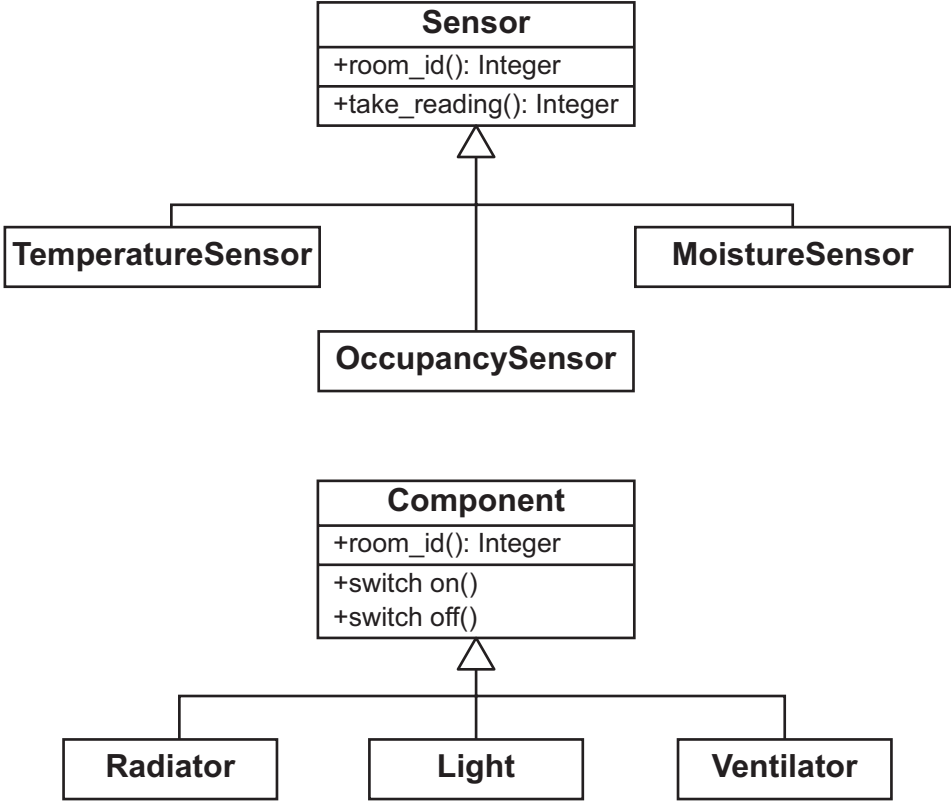 Sensor
+room_id(): Integer
+take_reading(): Integer
TemperatureSensor
MoistureSensor
OccupancySensor
Component
+room_id(): Integer
+switch on()
+switch off()
Radiator
Light
Ventilator